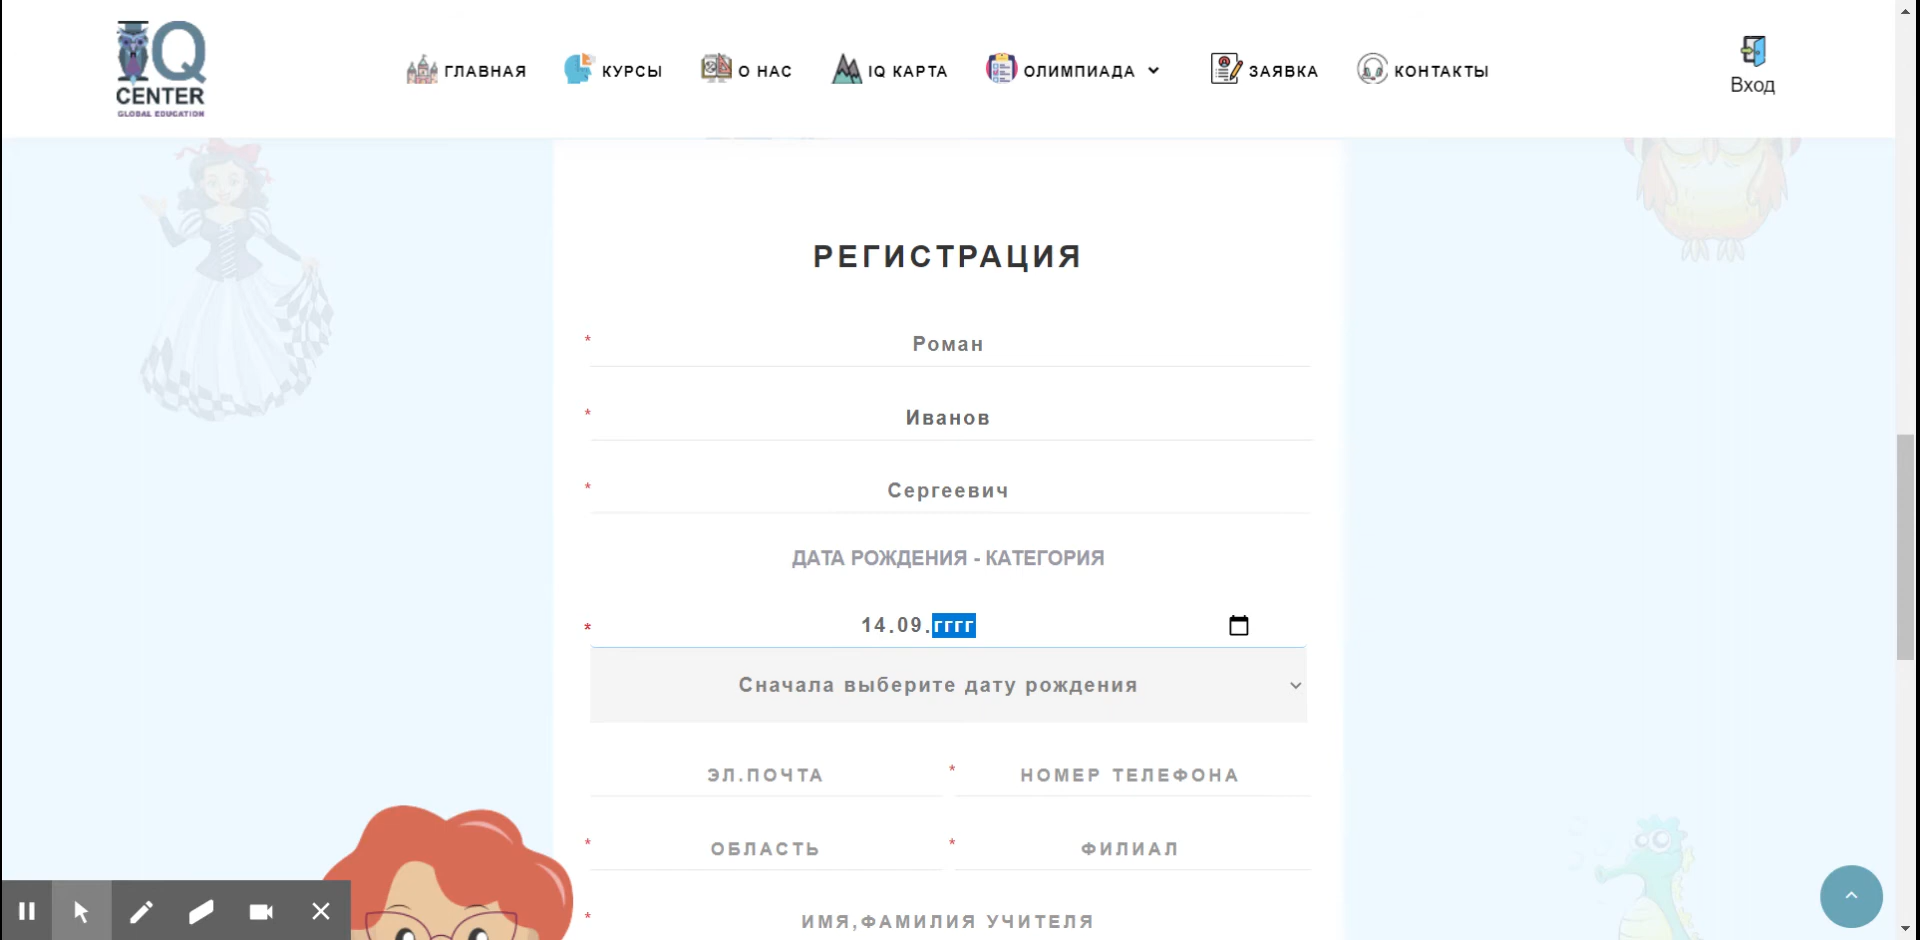 IQ
CENTER
GLOBAL EDUCATION
ГЛАВНАЯ
КУРСЫ
О НАС
IQ КАРТА
ОЛИМПИАДА
ЗАЯВКА
КОНТАКТЫ
Вход
РЕГИСТРАЦИЯ
* Роман
* Иванов
* Сергеевич
ДАТА РОЖДЕНИЯ - КАТЕГОРИЯ
* 14.09.гггг
Сначала выберите дату рождения
ЭЛ.ПОЧТА * НОМЕР ТЕЛЕФОНА
* ОБЛАСТЬ * ФИЛИАЛ
* ИМЯ,ФАМИЛИЯ УЧИТЕЛЯ